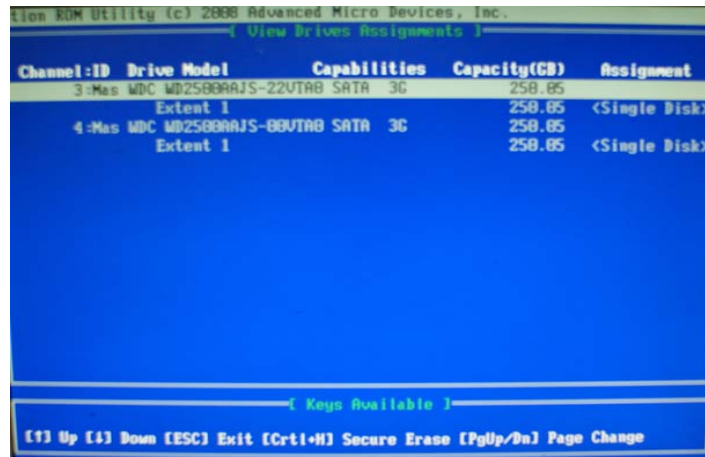 tion ROM Utility (c) 2008 Advanced Micro Devices, Inc.
[ View Drives Assignments ]
Channel:ID Drive Model Capabilities Capacity(GB) Assignment
3:Mas WDC WD2500AAJS-22VTA0 SATA 3G 250.05
Extent 1 250.05 <Single Disk>
4:Mas WDC WD2500AAJS-00VTA0 SATA 3G 250.05
Extent 1 250.05 <Single Disk>
[ Keys Available ]
[↑] Up [↓] Down [ESC] Exit [Crtl+H] Secure Erase [PgUp/Dn] Page Change